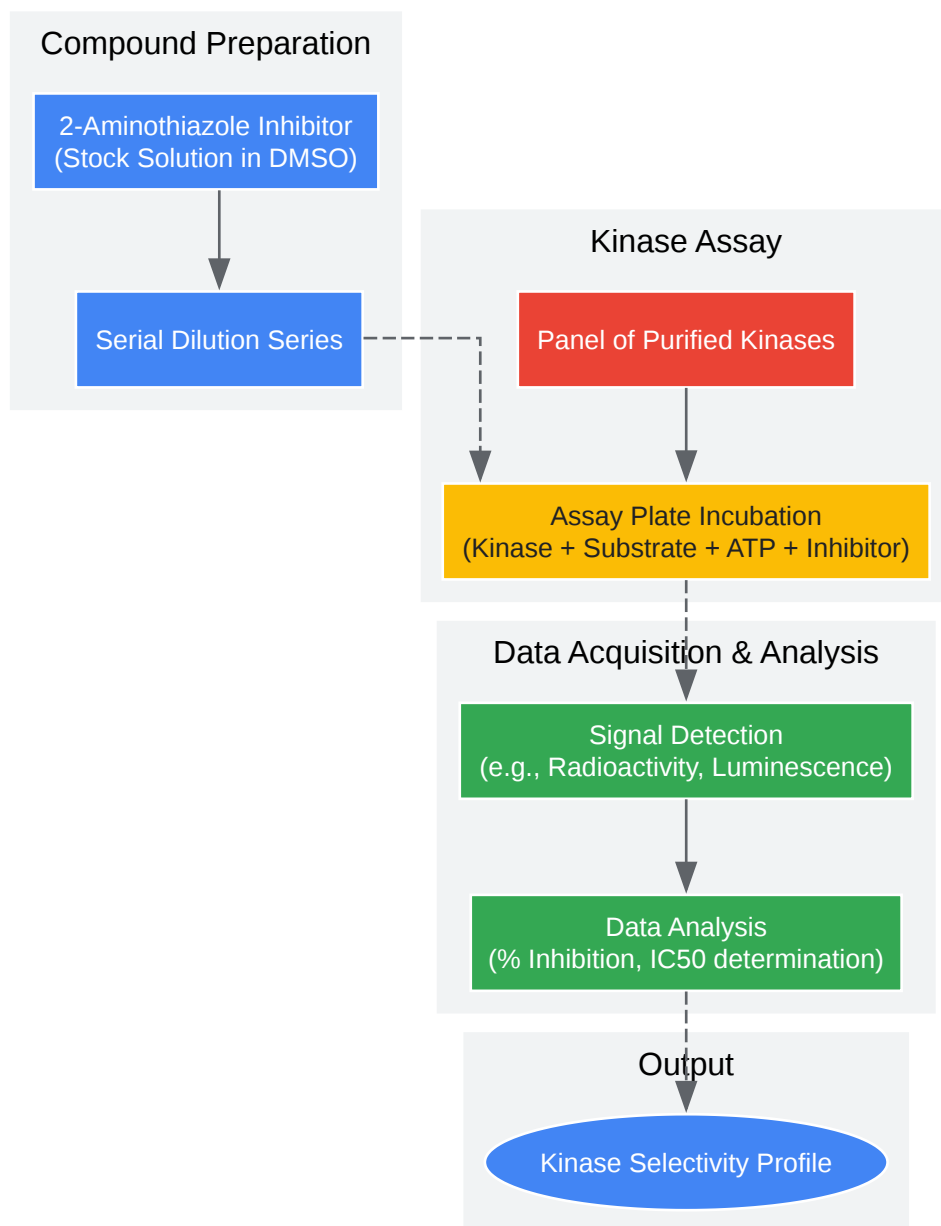 Compound Preparation
2-Aminothiazole Inhibitor
(Stock Solution in DMSO)
Serial Dilution Series
Kinase Assay
Panel of Purified Kinases
Assay Plate Incubation
(Kinase + Substrate + ATP + Inhibitor)
Data Acquisition & Analysis
Signal Detection
(e.g., Radioactivity, Luminescence)
Data Analysis
(% Inhibition, IC50 determination)
Output
Kinase Selectivity Profile